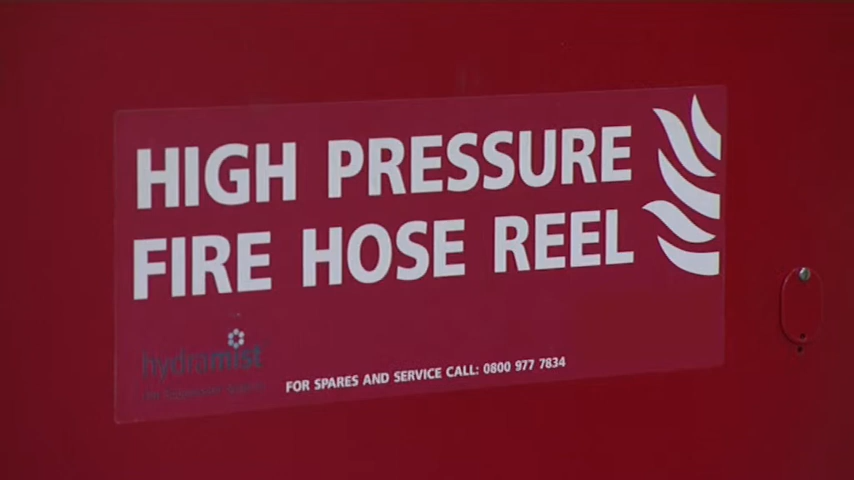 HIGH PRESSURE
FIRE HOSE REEL
hydramist
FOR SPARES AND SERVICE CALL: 0800 977 7834